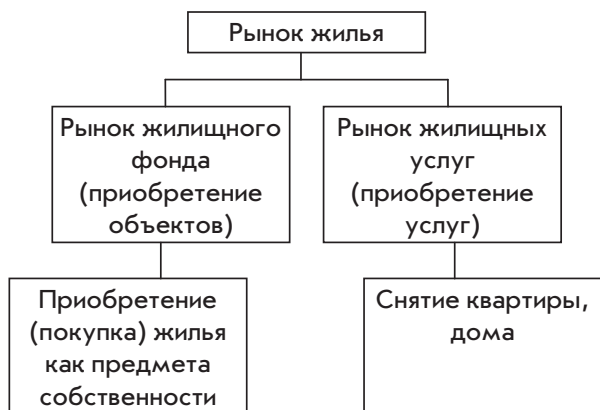 Рынок жилья
Рынок жилищного
фонда
(приобретение
объектов)
Рынок жилищных
услуг
(приобретение
услуг)
Приобретение
(покупка) жилья
как предмета
собственности
Снятие квартиры,
дома